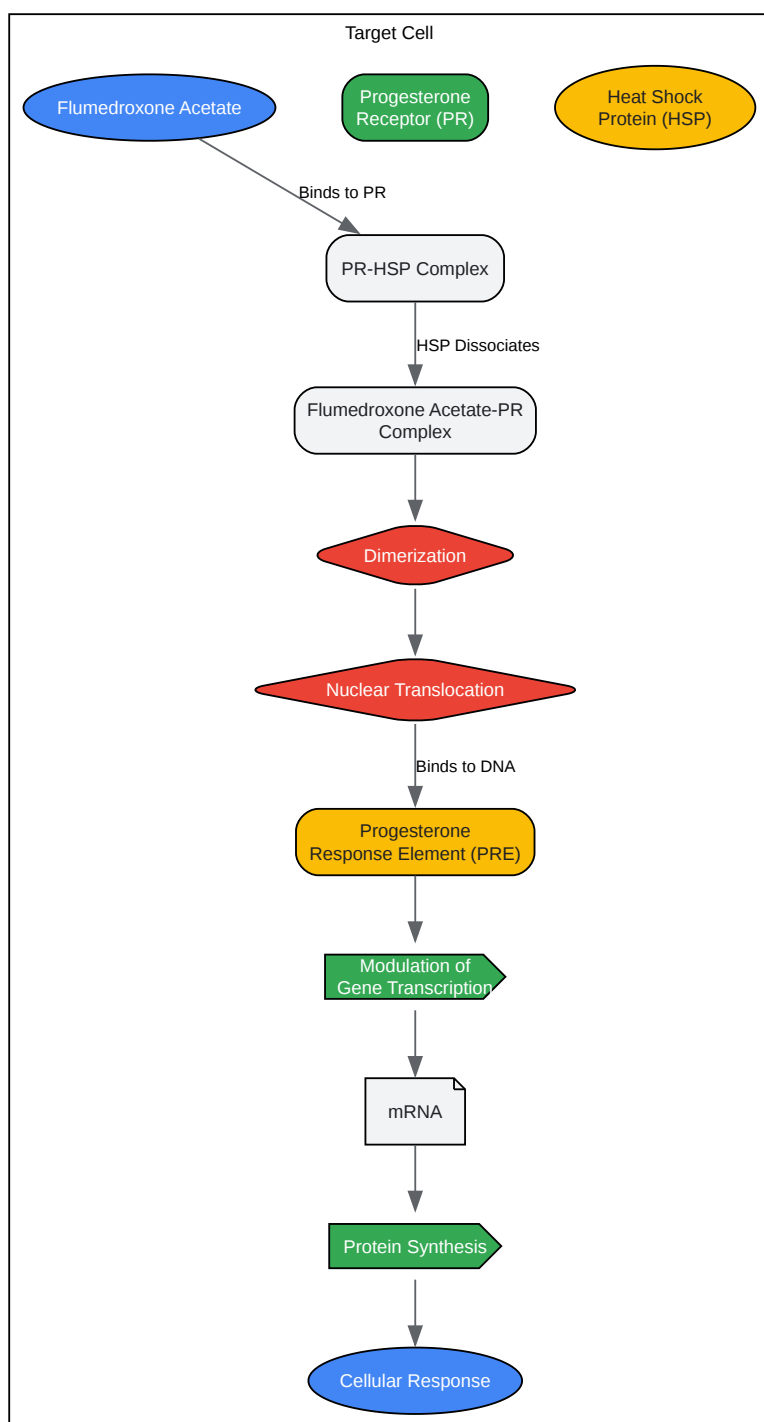 Target Cell
Flumedroxone Acetate
Progesterone
Receptor (PR)
Heat Shock
Protein (HSP)
Binds to PR
PR-HSP Complex
HSP Dissociates
Flumedroxone Acetate-PR
Complex
Dimerization
Nuclear Translocation
Binds to DNA
Progesterone
Response Element (PRE)
Modulation of
Gene Transcription
mRNA
Protein Synthesis
Cellular Response